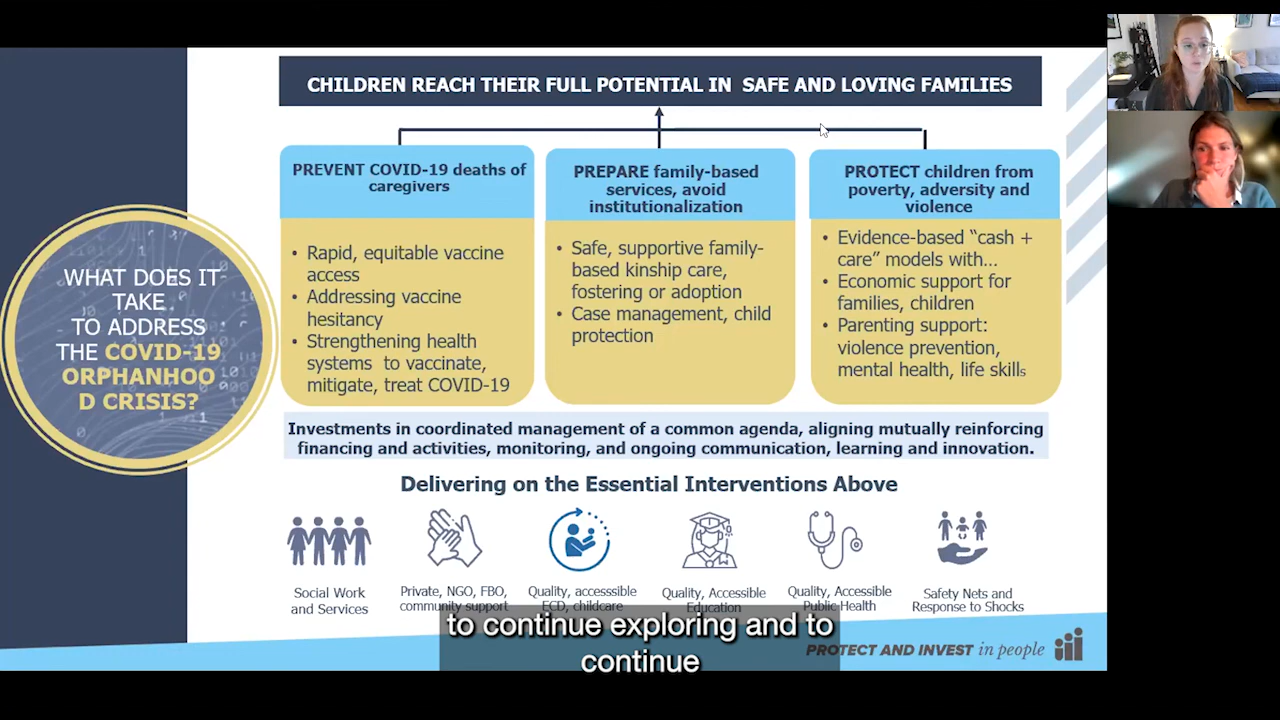 CHILDREN REACH THEIR FULL POTENTIAL IN SAFE AND LOVING FAMILIES
WHAT DOES IT
TAKE
TO ADDRESS
THE COVID-19
ORPHANHOO
D CRISIS?
PREVENT COVID-19 deaths of
caregivers
• Rapid, equitable vaccine
access
• Addressing vaccine
hesitancy
• Strengthening health
systems to vaccinate,
mitigate, treat COVID-19
PREPARE family-based
services, avoid
institutionalization
• Safe, supportive family-
based kinship care,
fostering or adoption
• Case management, child
protection
PROTECT children from
poverty, adversity and
violence
• Evidence-based “cash +
care” models with…
• Economic support for
families, children
• Parenting support:
violence prevention,
mental health, life skills
Investments in coordinated management of a common agenda, aligning mutually reinforcing
financing and activities, monitoring, and ongoing communication, learning and innovation.
Delivering on the Essential Interventions Above
Social Work
and Services
Private, NGO, FBO,
community support
Quality, accesssible
ECD, childcare
Quality, Accessible
Education
Quality, Accessible
Public Health
Safety Nets and
Response to Shocks
to continue exploring and to
continue
PROTECT AND INVEST in people